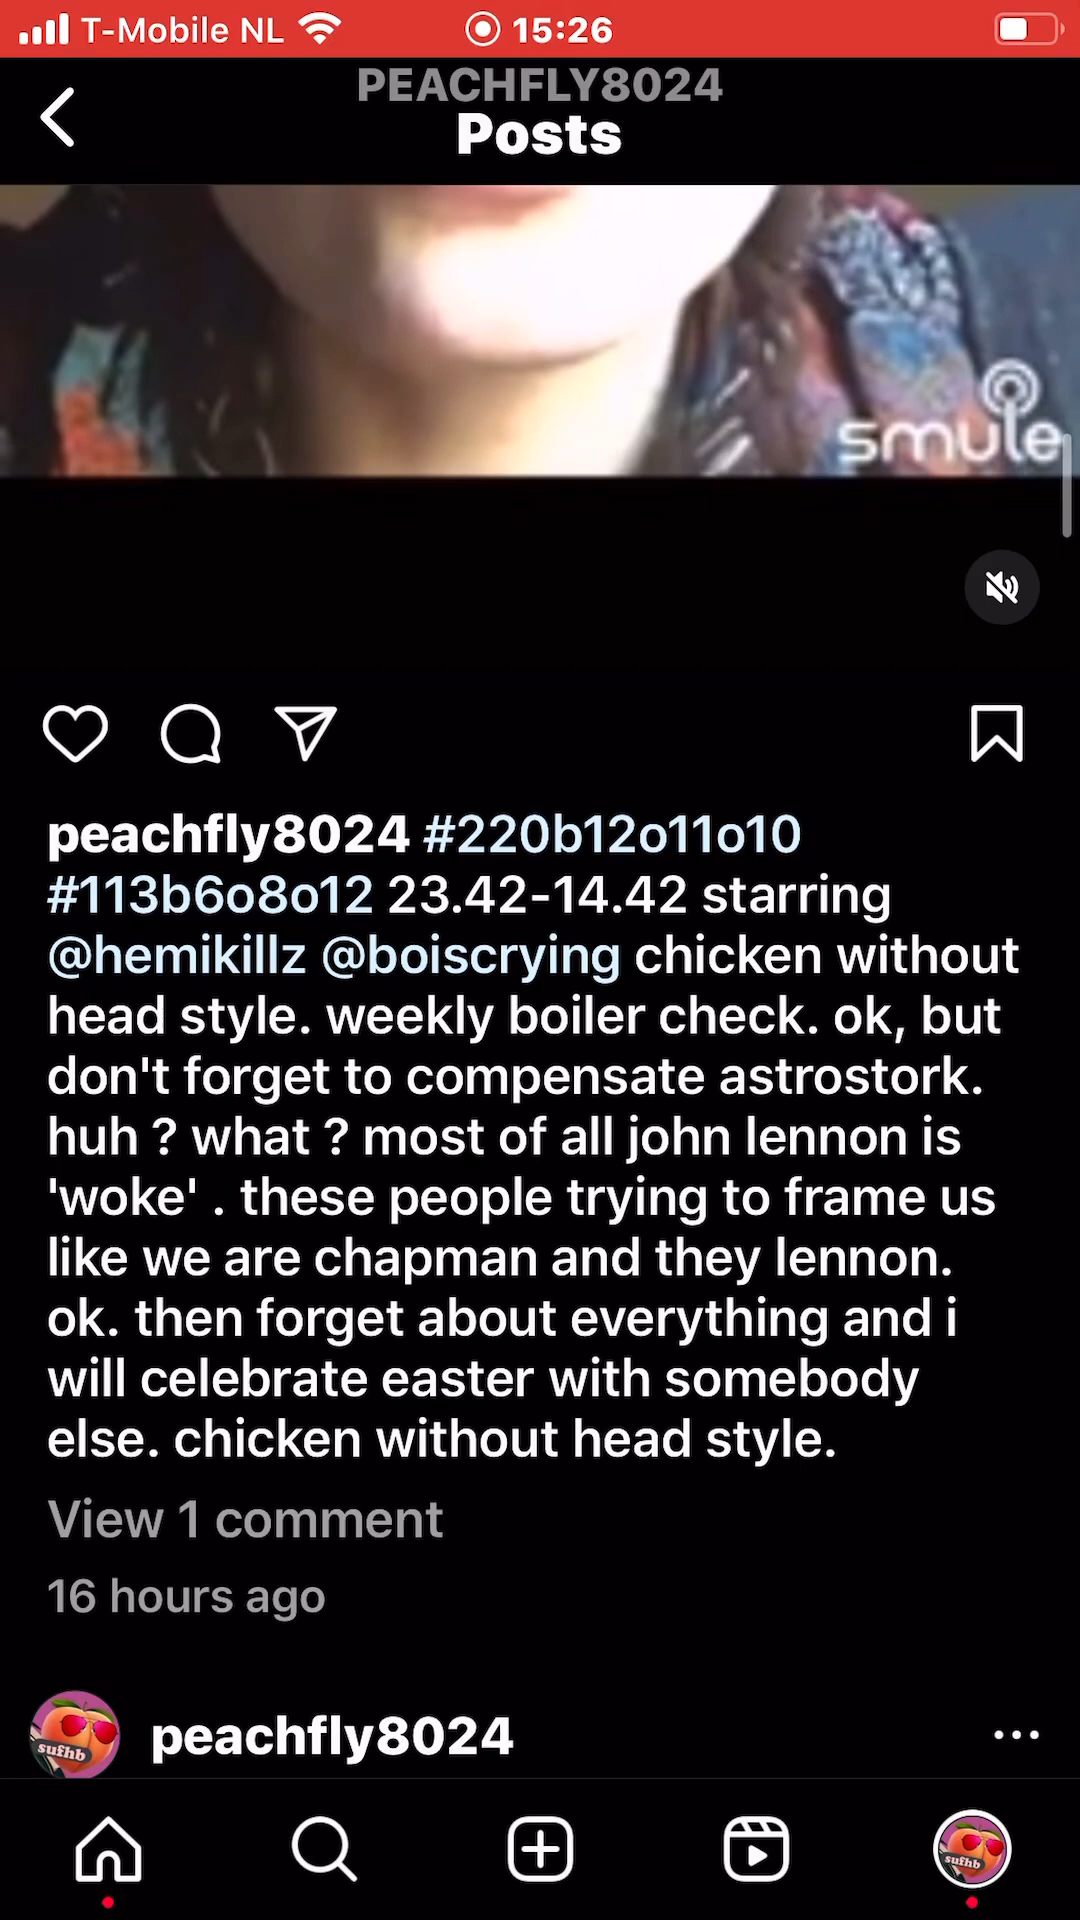 T-Mobile NL 15:26
PEACHFLY8024
Posts
smule
peachfly8024 #220b12o11o10
#113b6o8o12 23.42-14.42 starring
@hemikillz @boiscrying chicken without
head style. weekly boiler check. ok, but
don't forget to compensate astrostork.
huh ? what ? most of all john lennon is
'woke' . these people trying to frame us
like we are chapman and they lennon.
ok. then forget about everything and i
will celebrate easter with somebody
else. chicken without head style.
View 1 comment
16 hours ago
sufhb
peachfly8024
sufhb